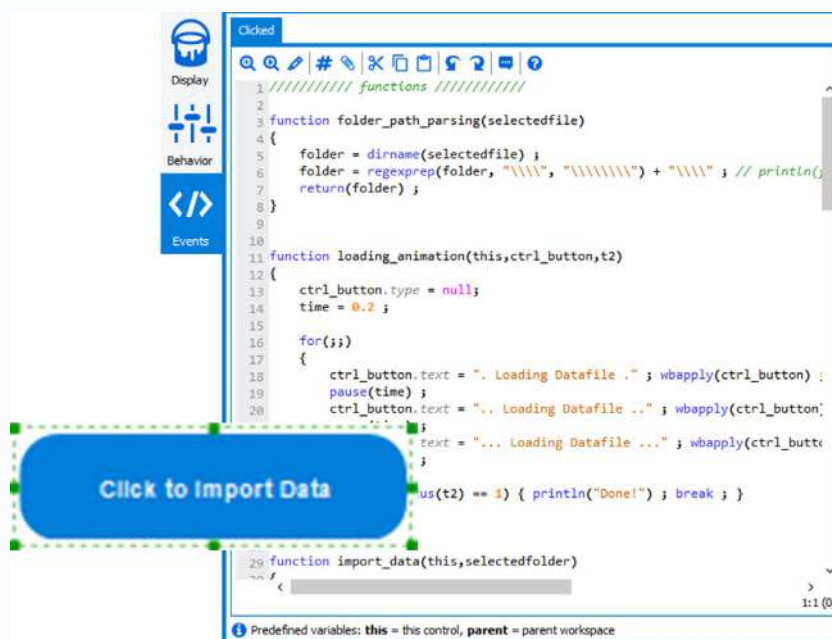 Clicked
Display
Behavior
Events
1 /////////// functions ////////////
2
3 function folder_path_parsing(selectedfile)
4 {
5 folder = dirname(selectedfile) ;
6 folder = regexprep(folder, "\\\\", "\\\\\\\\") + "\\\\" ; // println(
7 return(folder) ;
8 }
9
10
11 function loading_animation(this,ctrl_button,t2)
12 {
13 ctrl_button.type = null;
14 time = 0.2 ;
15
16 for(;;)
17 {
18 ctrl_button.text = ". Loading Datafile ." ; wbapply(ctrl_button) ;
19 pause(time) ;
20 ctrl_button.text = ".. Loading Datafile .." ; wbapply(ctrl_button)
;
text = "... Loading Datafile ..." ; wbapply(ctrl_butto
;
Click to Import Data
us(t2) == 1) { println("Done!") ; break ; }
29 function import_data(this,selectedfolder)
{
1:1 (0
Predefined variables: this = this control, parent = parent workspace